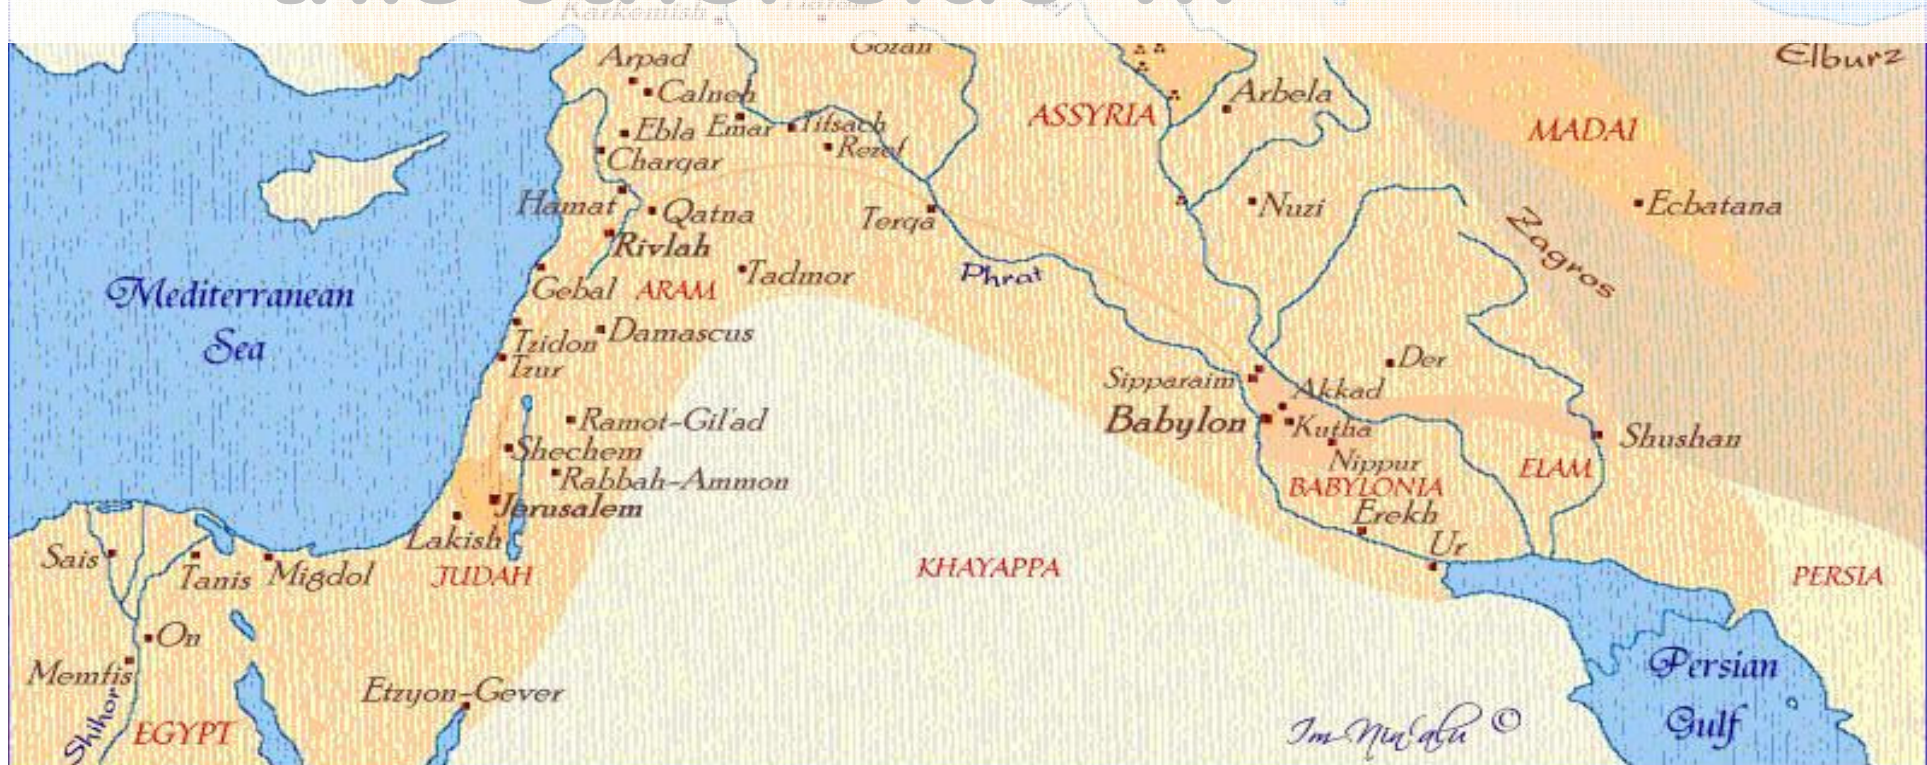 Karkemish
Gozan
Elburz
Arpad
Calneh
Arbela
ASSYRIA
MADAI
Ebla
Emar
Tifsach
Rezef
Charqar
Hamat
Qatna
Terqa
Nuzi
Ecbatana
Zagros
Rivlah
Tadmor
Phrat
Gebal
ARAM
Mediterranean
Sea
Tzidon
Damascus
Tzur
Der
Sipparaim
Akkad
Babylon
Kutha
Ramot-Gil'ad
Shechem
Shushan
Nippur
ELAM
Rabbah-Ammon
BABYLONIA
Jerusalem
Erekh
Lakish
Ur
Sais
Tanis
Migdol
JUDAH
KHAYAPPA
PERSIA
On
Memfis
Persian
Gulf
Etzyon-Gever
Shihor
EGYPT
Im Nin'alu ©